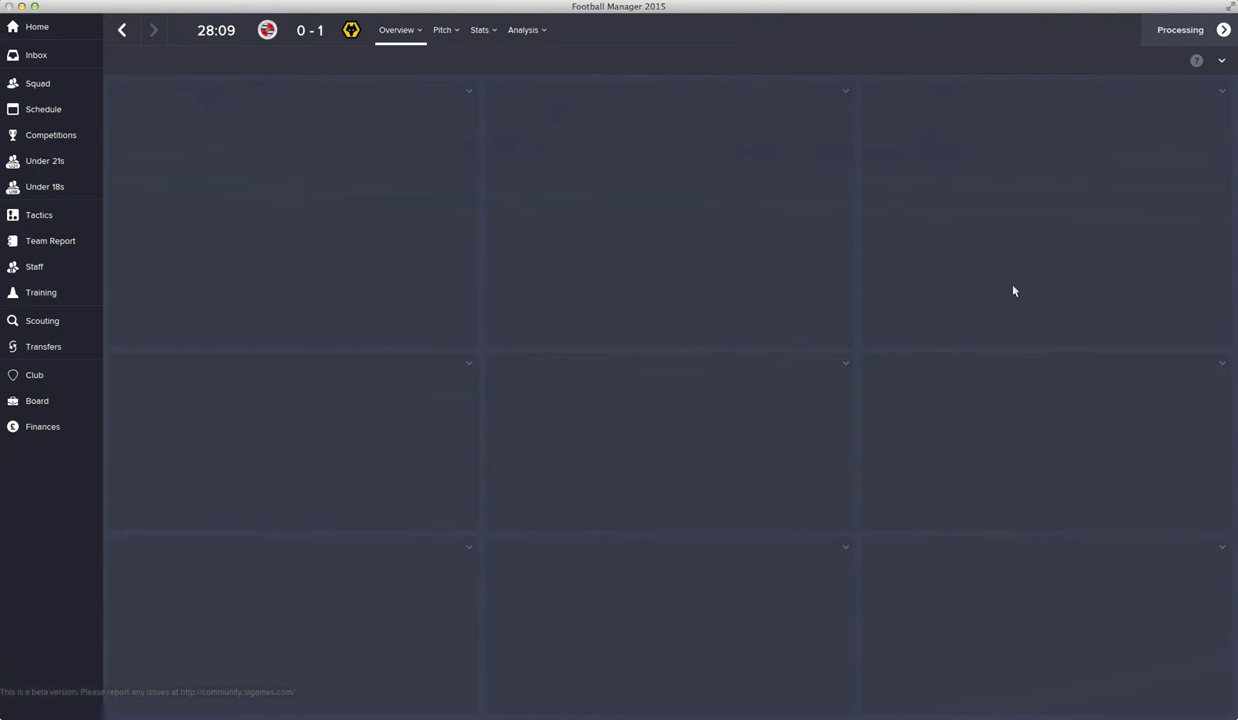 Football Manager 2015
Home
28:09 0 - 1 Overview Pitch Stats Analysis Processing
Inbox
?
Squad
Schedule
Competitions
Under 21s
Under 18s
Tactics
Team Report
Staff
Training
Scouting
Transfers
Club
Board
Finances
This is a beta version. Please report any issues at http://community.sigames.com/